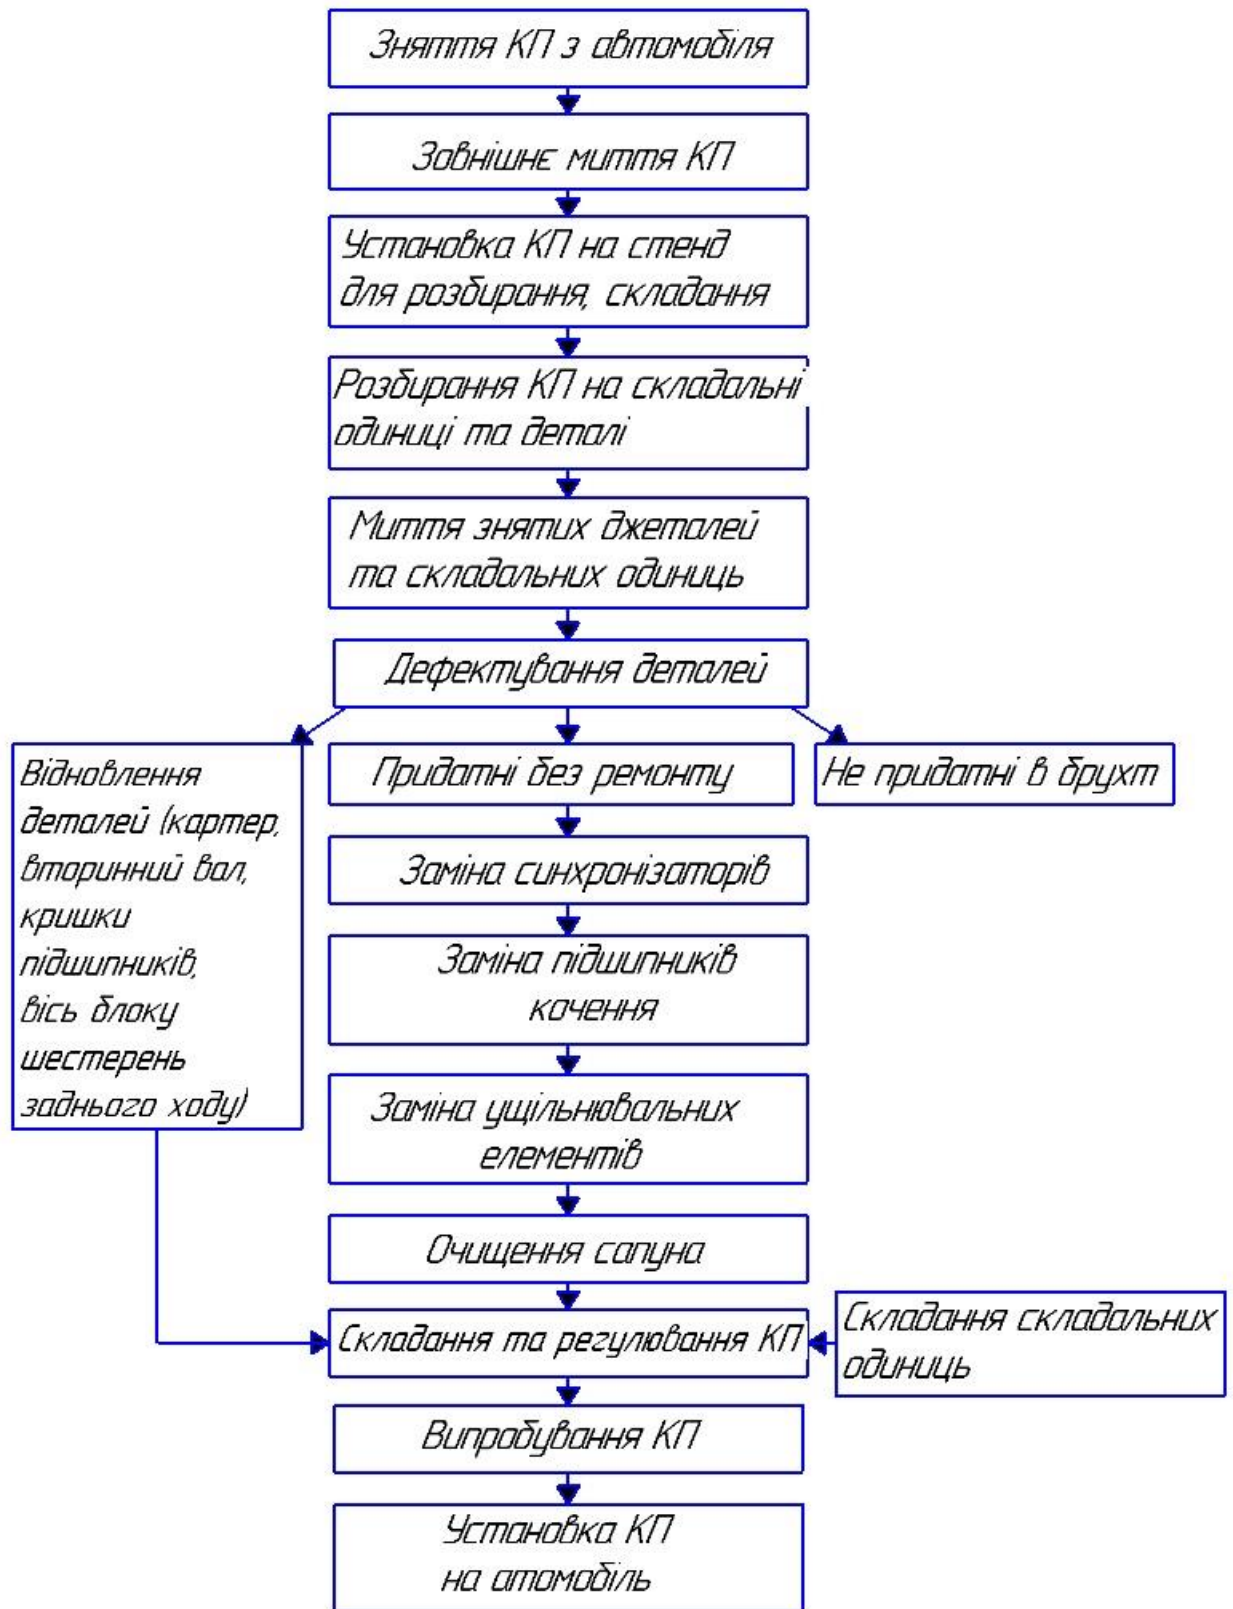 Зняття КП з автомобіля
Зовнішнє миття КП
Установка КП на стенд
для розбирання, складання
Розбирання КП на складальні
одиниці та деталі
Миття знятих джеталей
та складальних одиниць
Дефектування деталей
Відновлення
деталей (картер,
вторинний вал,
кришки
підшипників,
вісь блоку
шестерень
заднього ходу)
Придатні без ремонту
Не придатні в брухт
Заміна синхронізаторів
Заміна підшипників
кочення
Заміна ущільнювальних
елементів
Очищення сапуна
Складання та регулювання КП
Складання складальних
одиниць
Випробування КП
Установка КП
на атомобіль